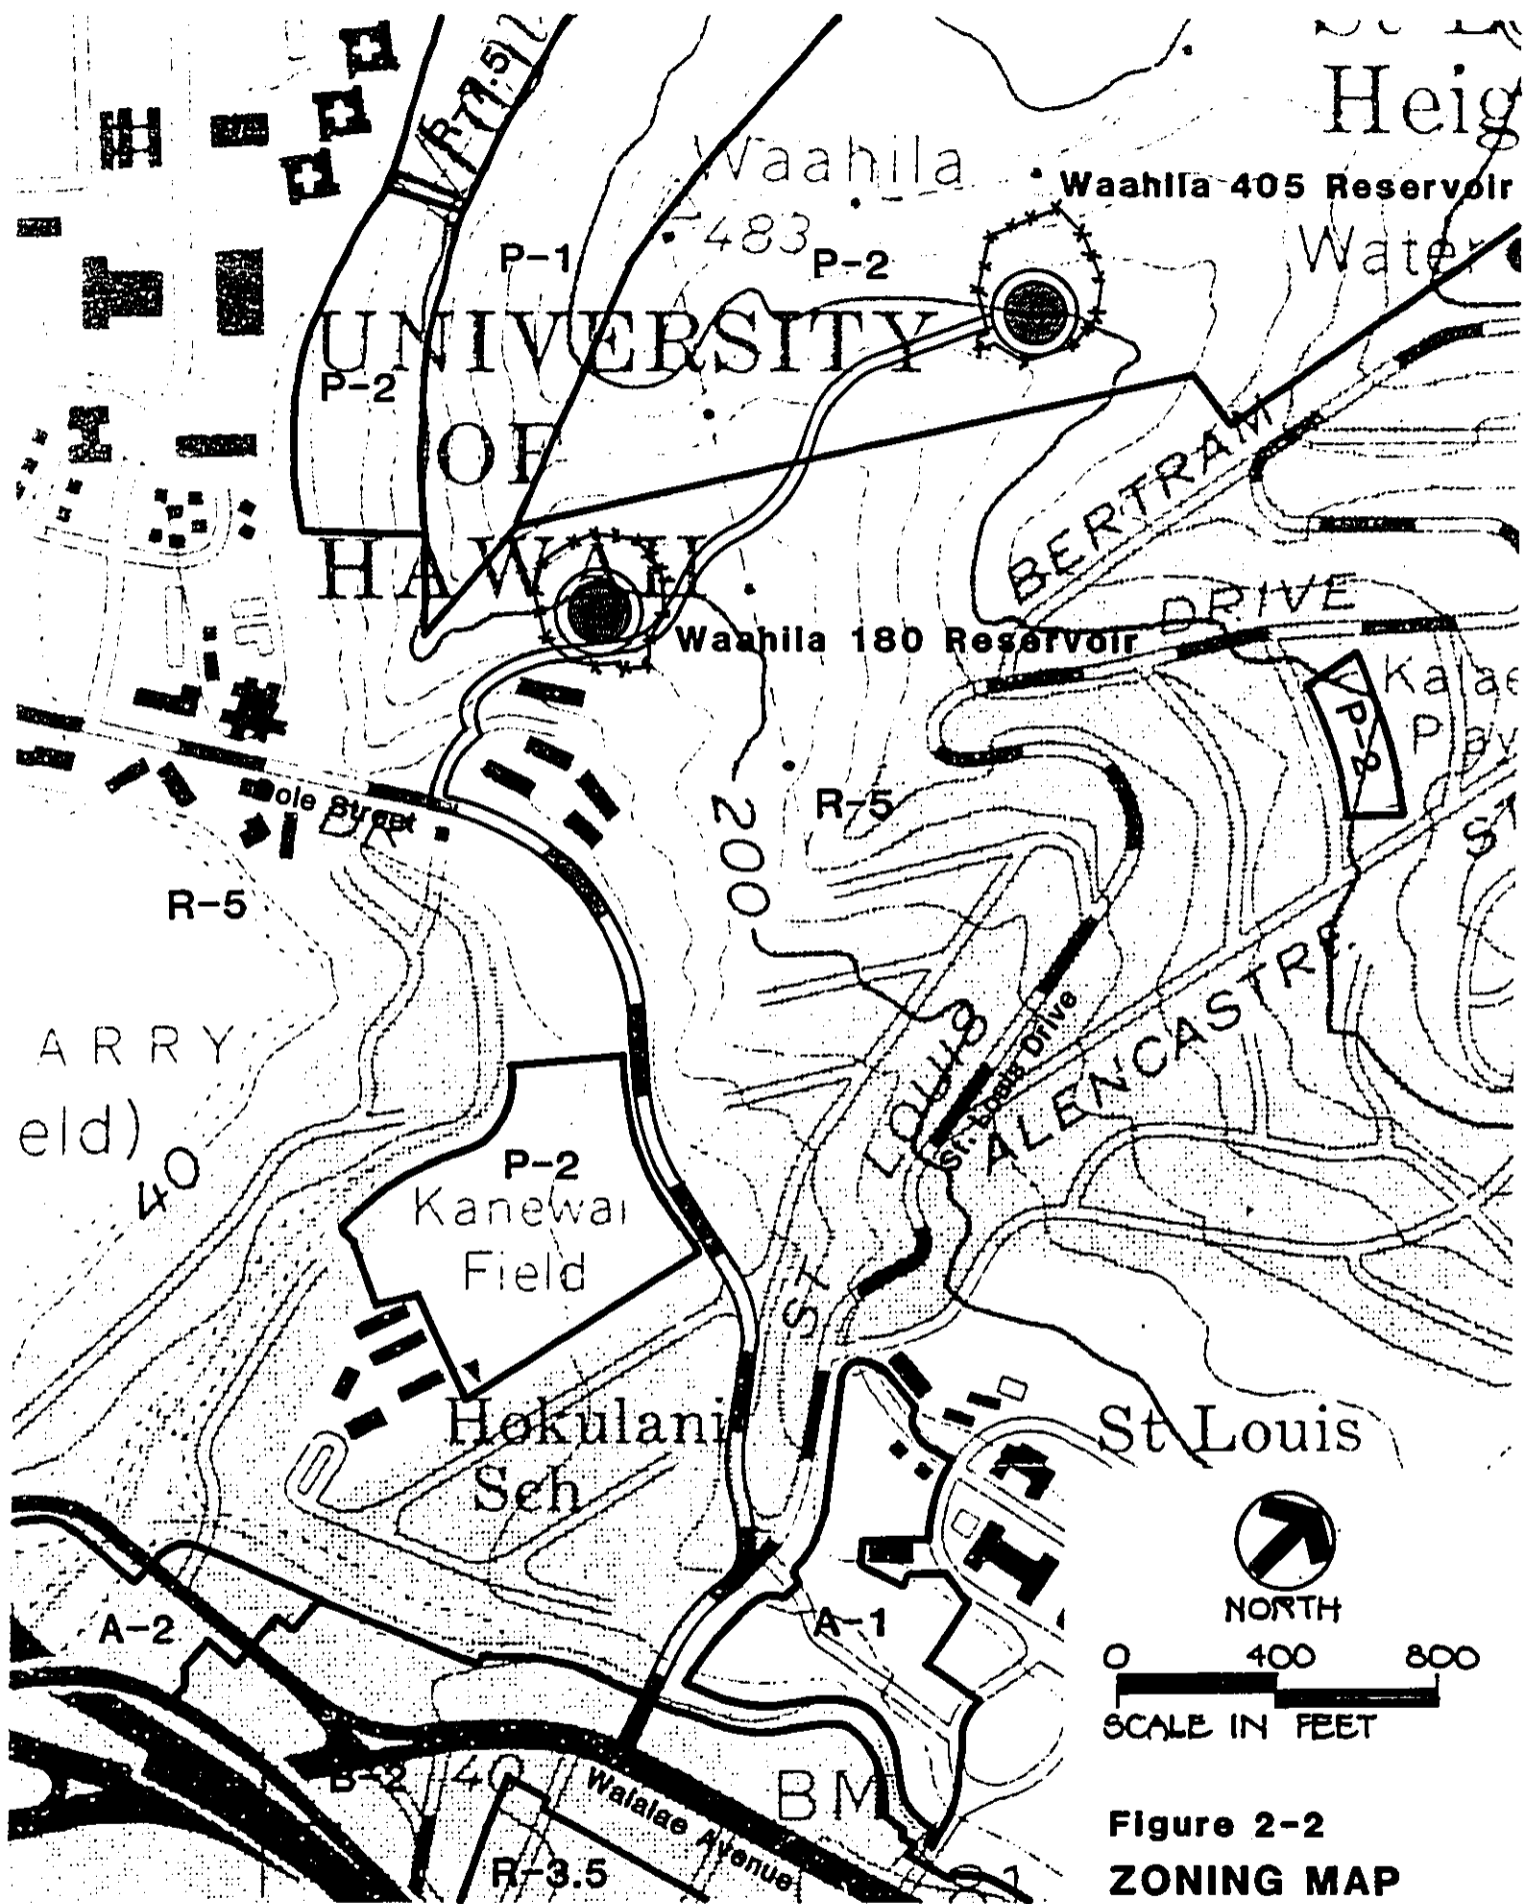 Heig
R-7.5
Waahila
Waahila 405 Reservoir
483
Water
P-1
P-2
UNIVERSITY
P-2
OF
BERTRAM
HAWAII
DRIVE
Waahila 180 Reservoir
P-2
R-5
Dole Street
DR
200
R-5
ALENCASTRE
ST LOUIS
St. Louis Drive
ARRY
eld)
40
P-2
Kanewai
Field
Hokulani
Sch
St Louis
NORTH
A-2
A-1
0 400 800
SCALE IN FEET
B-2
40
Waialae Avenue
BM
R-3.5
Figure 2-2
ZONING MAP